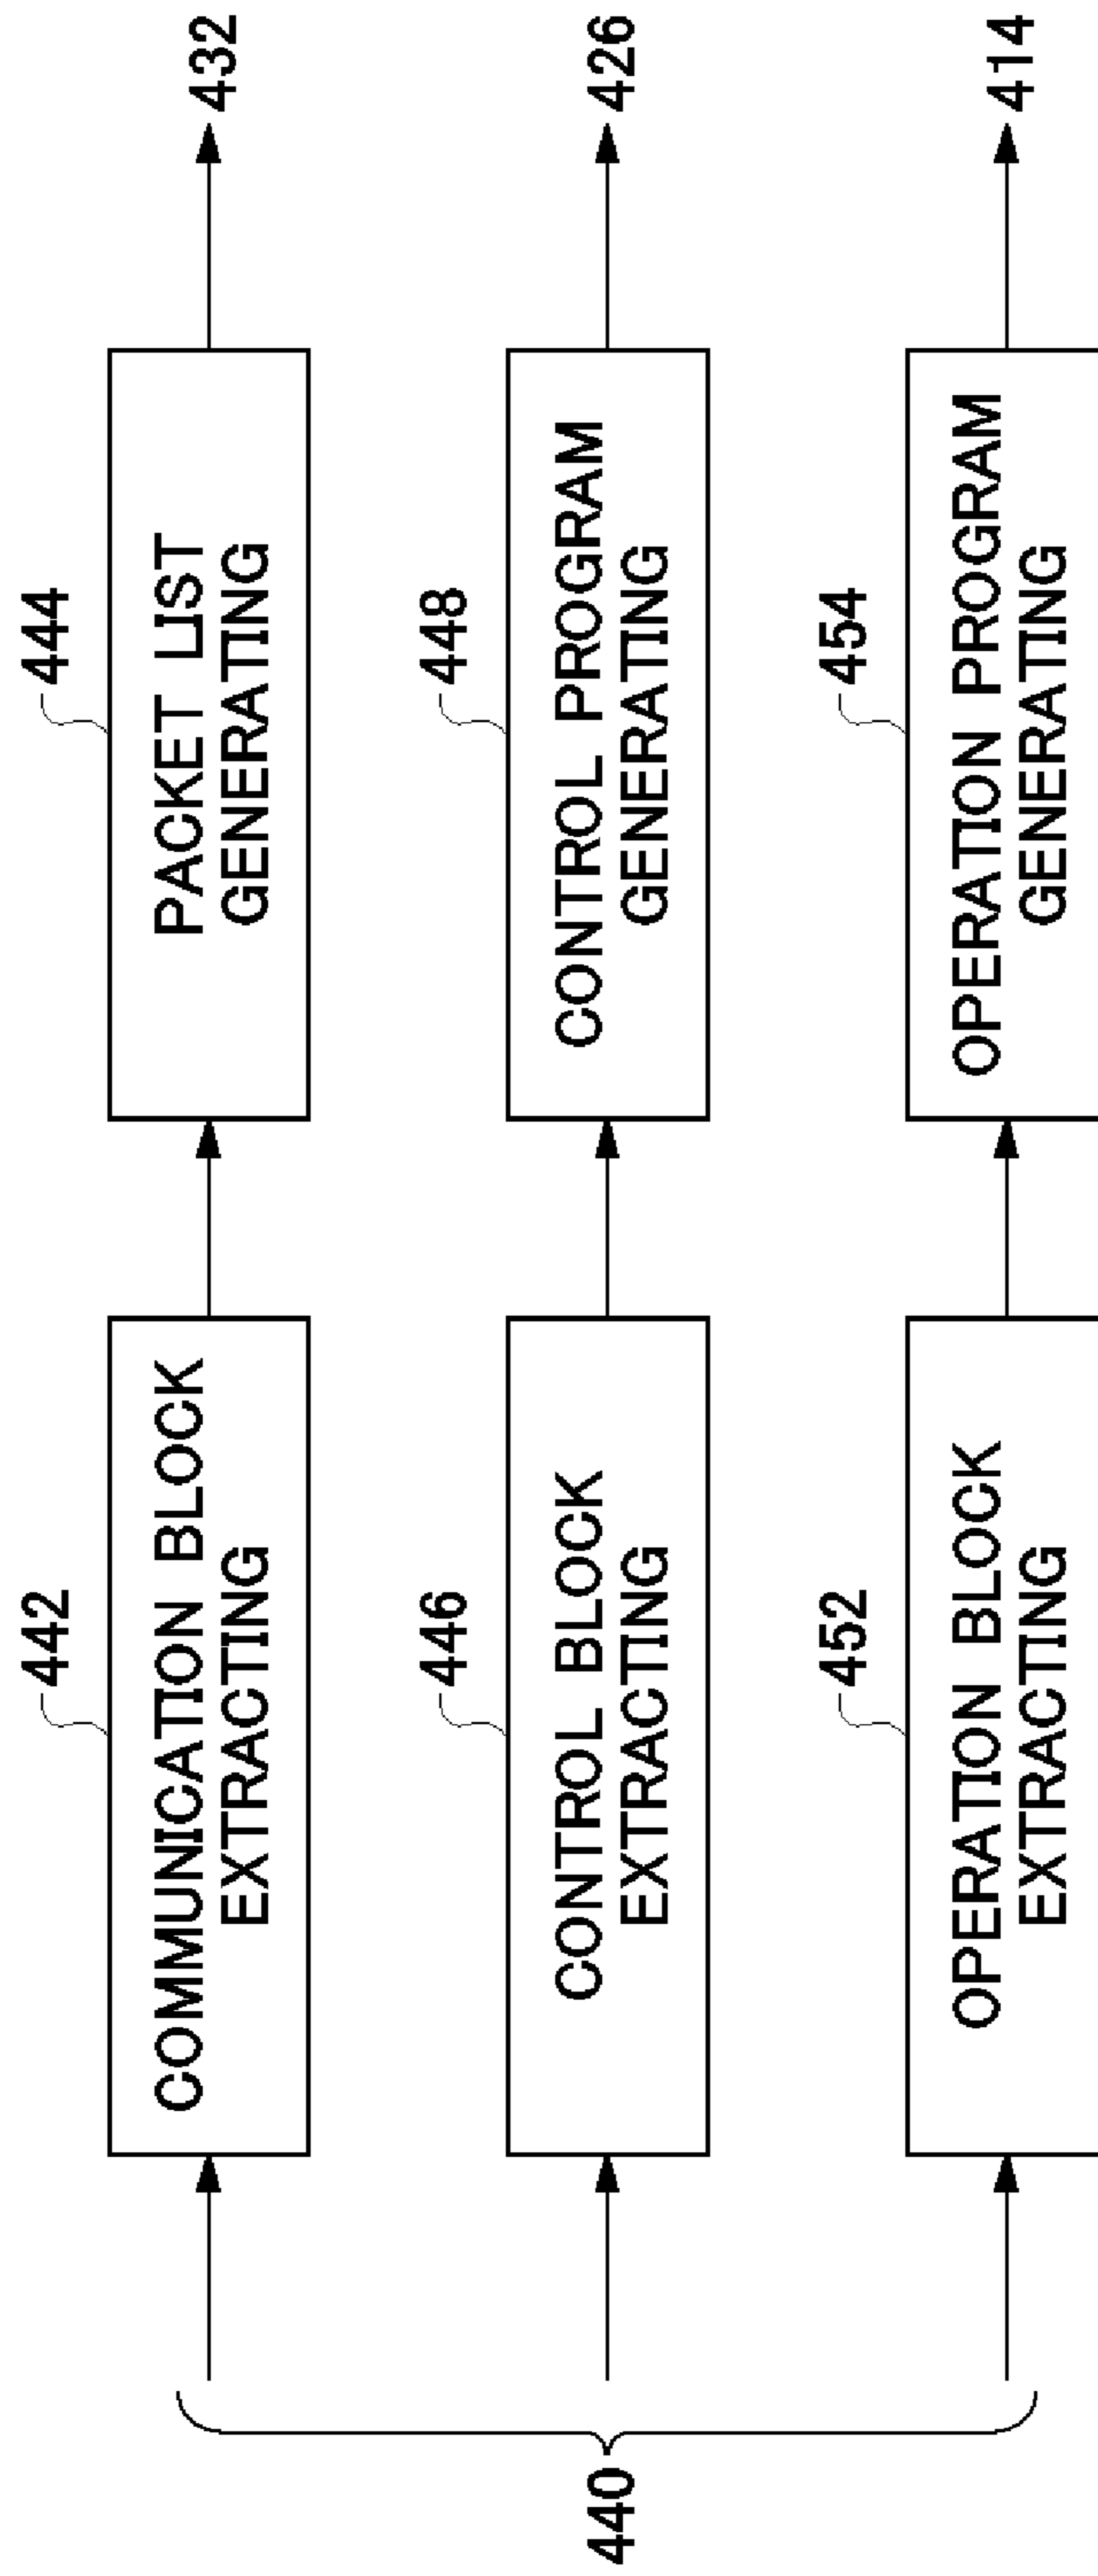 440
442
COMMUNICATION BLOCK
EXTRACTING
444
PACKET LIST
GENERATING
432
446
CONTROL BLOCK
EXTRACTING
448
CONTROL PROGRAM
GENERATING
426
452
OPERATION BLOCK
EXTRACTING
454
OPERATION PROGRAM
GENERATING
414